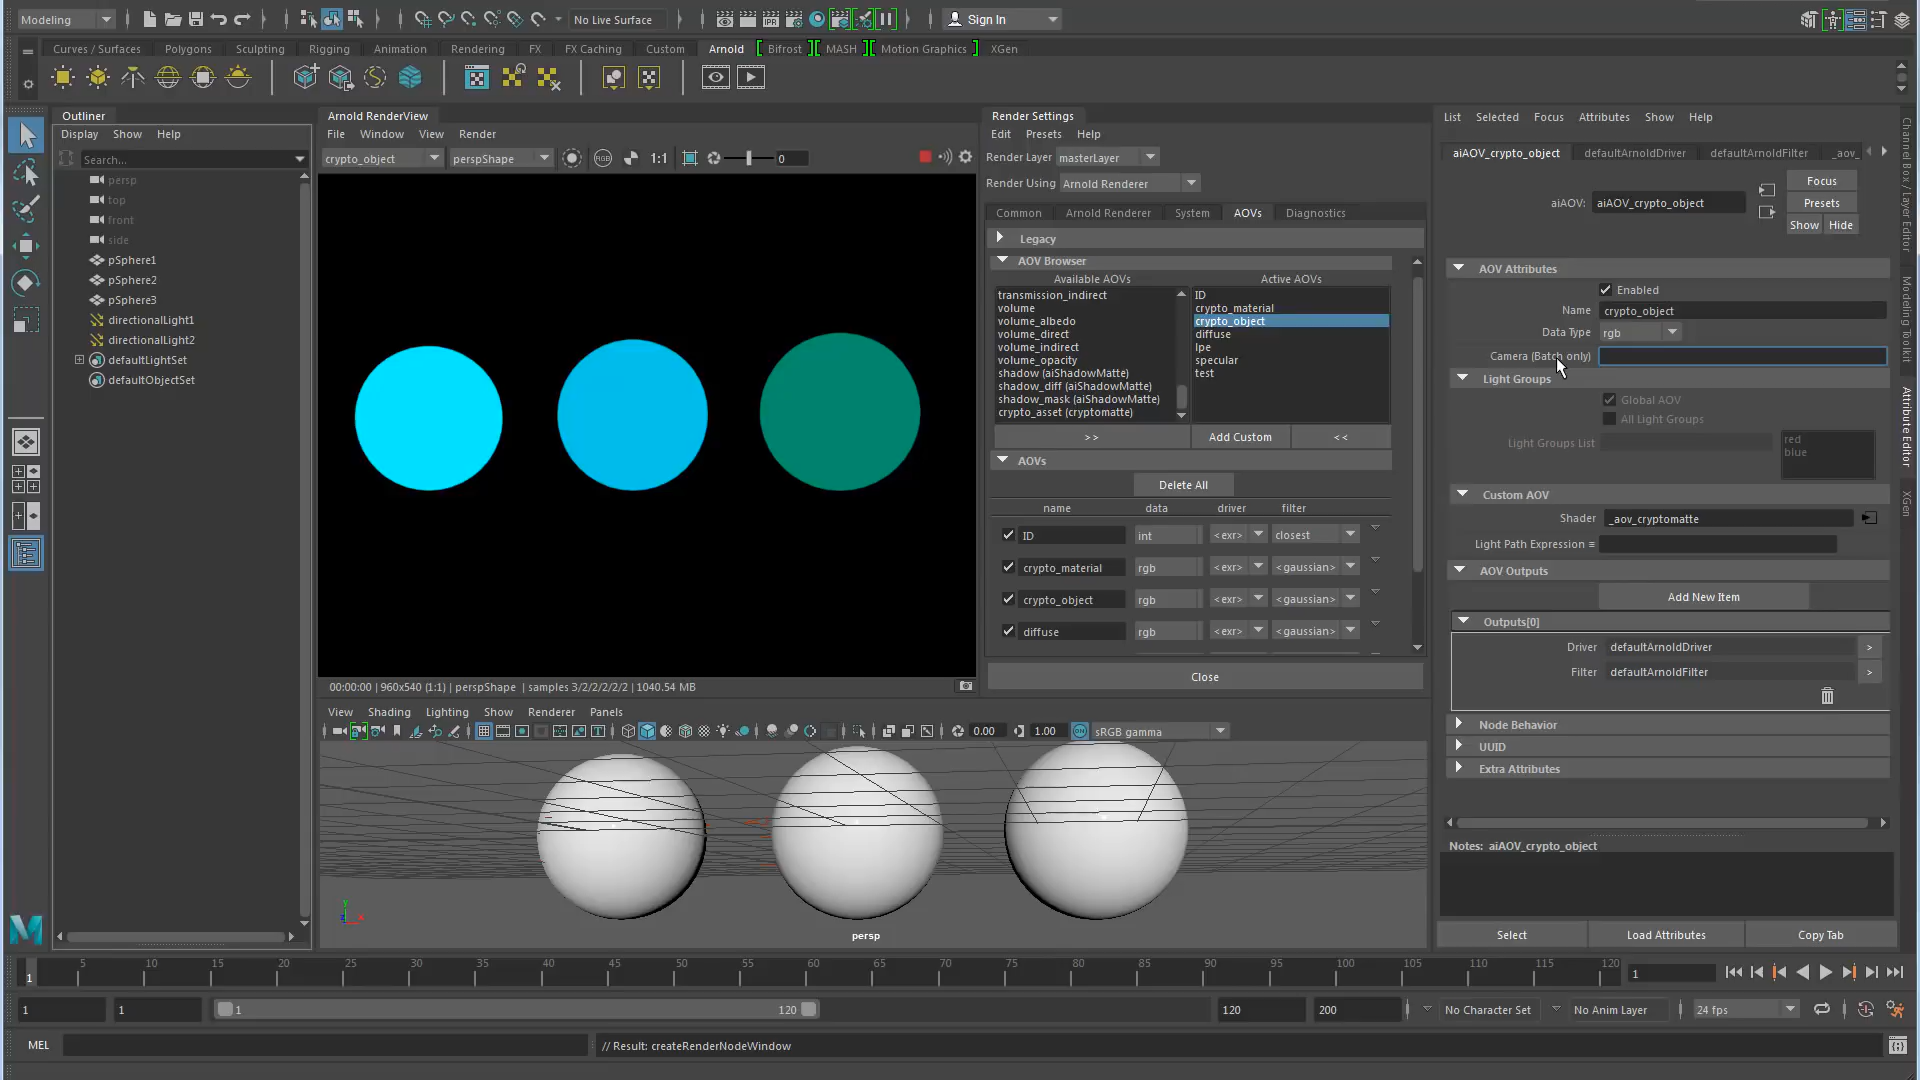 Modeling
No Live Surface
Sign In
Curves / Surfaces Polygons Sculpting Rigging Animation Rendering FX FX Caching Custom Arnold Bifrost MASH Motion Graphics XGen
Outliner
Display Show Help
Search...
persp
top
front
side
pSphere1
pSphere2
pSphere3
directionalLight1
directionalLight2
defaultLightSet
defaultObjectSet
Arnold RenderView
File Window View Render
crypto_object perspShape RGB 1:1 0
00:00:00 | 960x540 (1:1) | perspShape | samples 3/2/2/2/2/2 | 1040.54 MB
View Shading Lighting Show Renderer Panels
0.00 1.00 sRGB gamma
persp
Render Settings
Edit Presets Help
Render Layer masterLayer
Render Using Arnold Renderer
Common Arnold Renderer System AOVs Diagnostics
Legacy
AOV Browser
Available AOVs Active AOVs
transmission_indirect ID
volume crypto_material
volume_albedo crypto_object
volume_direct diffuse
volume_indirect lpe
volume_opacity specular
shadow (aiShadowMatte) test
shadow_diff (aiShadowMatte)
shadow_mask (aiShadowMatte)
crypto_asset (cryptomatte)
>> Add Custom <<
AOVs
Delete All
name data driver filter
ID int <exr> closest
crypto_material rgb <exr> <gaussian>
crypto_object rgb <exr> <gaussian>
diffuse rgb <exr> <gaussian>
Close
List Selected Focus Attributes Show Help
aiAOV_crypto_object defaultArnoldDriver defaultArnoldFilter _aov_
Focus
aiAOV: aiAOV_crypto_object Presets
Show Hide
AOV Attributes
Enabled
Name crypto_object
Data Type rgb
Camera (Batch only)
Light Groups
Global AOV
All Light Groups
Light Groups List red
blue
Custom AOV
Shader _aov_cryptomatte
Light Path Expression =
AOV Outputs
Add New Item
Outputs[0]
Driver defaultArnoldDriver >
Filter defaultArnoldFilter >
Node Behavior
UUID
Extra Attributes
Notes: aiAOV_crypto_object
Select Load Attributes Copy Tab
Channel Box / Layer Editor
Modeling Toolkit
Attribute Editor
XGen
1 5 10 15 20 25 30 35 40 45 50 55 60 65 70 75 80 85 90 95 100 105 110 115 120 1
1 1 1 120 120 200 No Character Set No Anim Layer 24 fps
MEL // Result: createRenderNodeWindow